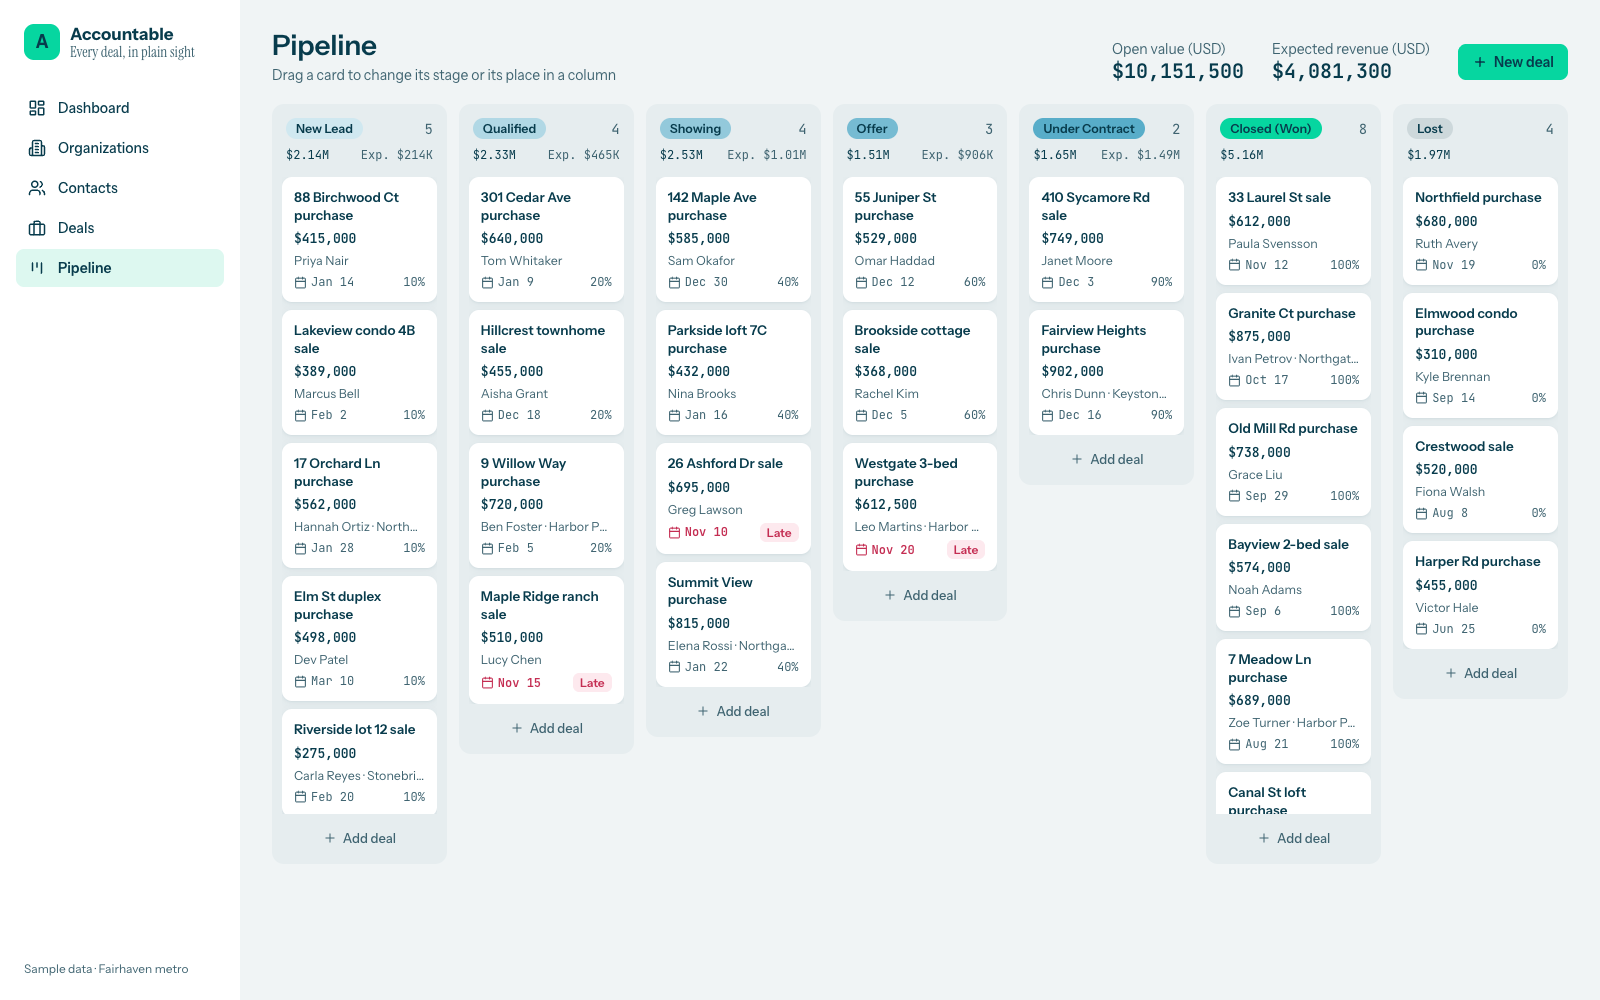 A
Accountable
Every deal, in plain sight
Dashboard
Organizations
Contacts
Deals
Pipeline
Sample data · Fairhaven metro
Pipeline
Drag a card to change its stage or its place in a column
Open value (USD)
$10,151,500
Expected revenue (USD)
$4,081,300
+ New deal
New Lead 5
$2.14M Exp. $214K
88 Birchwood Ct
purchase
$415,000
Priya Nair
Jan 14 10%
Lakeview condo 4B
sale
$389,000
Marcus Bell
Feb 2 10%
17 Orchard Ln
purchase
$562,000
Hannah Ortiz · North...
Jan 28 10%
Elm St duplex
purchase
$498,000
Dev Patel
Mar 10 10%
Riverside lot 12 sale
$275,000
Carla Reyes · Stonebri...
Feb 20 10%
+ Add deal
Qualified 4
$2.33M Exp. $465K
301 Cedar Ave
purchase
$640,000
Tom Whitaker
Jan 9 20%
Hillcrest townhome
sale
$455,000
Aisha Grant
Dec 18 20%
9 Willow Way
purchase
$720,000
Ben Foster · Harbor P...
Feb 5 20%
Maple Ridge ranch
sale
$510,000
Lucy Chen
Nov 15 Late
+ Add deal
Showing 4
$2.53M Exp. $1.01M
142 Maple Ave
purchase
$585,000
Sam Okafor
Dec 30 40%
Parkside loft 7C
purchase
$432,000
Nina Brooks
Jan 16 40%
26 Ashford Dr sale
$695,000
Greg Lawson
Nov 10 Late
Summit View
purchase
$815,000
Elena Rossi · Northga...
Jan 22 40%
+ Add deal
Offer 3
$1.51M Exp. $906K
55 Juniper St
purchase
$529,000
Omar Haddad
Dec 12 60%
Brookside cottage
sale
$368,000
Rachel Kim
Dec 5 60%
Westgate 3-bed
purchase
$612,500
Leo Martins · Harbor ...
Nov 20 Late
+ Add deal
Under Contract 2
$1.65M Exp. $1.49M
410 Sycamore Rd
sale
$749,000
Janet Moore
Dec 3 90%
Fairview Heights
purchase
$902,000
Chris Dunn · Keyston...
Dec 16 90%
+ Add deal
Closed (Won) 8
$5.16M
33 Laurel St sale
$612,000
Paula Svensson
Nov 12 100%
Granite Ct purchase
$875,000
Ivan Petrov · Northgat...
Oct 17 100%
Old Mill Rd purchase
$738,000
Grace Liu
Sep 29 100%
Bayview 2-bed sale
$574,000
Noah Adams
Sep 6 100%
7 Meadow Ln
purchase
$689,000
Zoe Turner · Harbor P...
Aug 21 100%
Canal St loft
purchase
+ Add deal
Lost 4
$1.97M
Northfield purchase
$680,000
Ruth Avery
Nov 19 0%
Elmwood condo
purchase
$310,000
Kyle Brennan
Sep 14 0%
Crestwood sale
$520,000
Fiona Walsh
Aug 8 0%
Harper Rd purchase
$455,000
Victor Hale
Jun 25 0%
+ Add deal